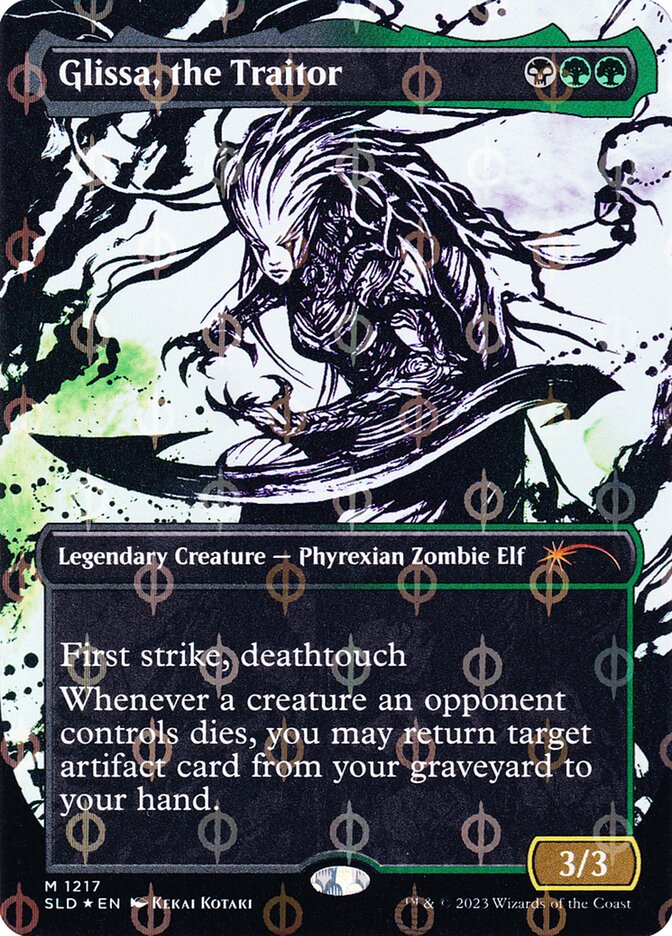 Glissa, the Traitor
Legendary Creature — Phyrexian Zombie Elf
First strike, deathtouch
Whenever a creature an opponent
controls dies, you may return target
artifact card from your graveyard to
your hand.
3/3
M 1217
SLD ★ EN Kekai Kotaki
™ & © 2023 Wizards of the Coast